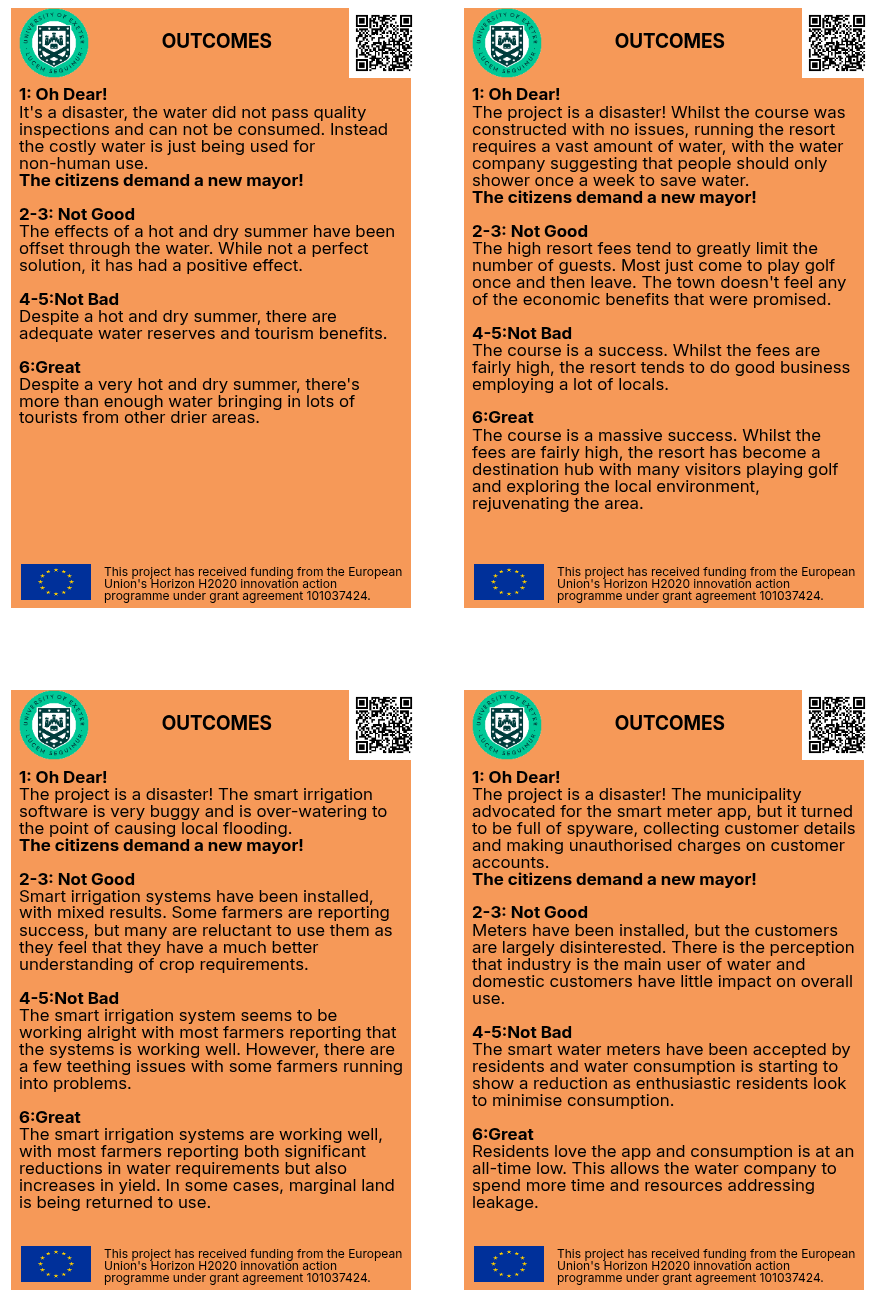 UNIVERSITY OF EXETER
LUCEM SEQUIMUR
OUTCOMES
1: Oh Dear!
It's a disaster, the water did not pass quality
inspections and can not be consumed. Instead
the costly water is just being used for
non-human use.
The citizens demand a new mayor!
2-3: Not Good
The effects of a hot and dry summer have been
offset through the water. While not a perfect
solution, it has had a positive effect.
4-5:Not Bad
Despite a hot and dry summer, there are
adequate water reserves and tourism benefits.
6:Great
Despite a very hot and dry summer, there's
more than enough water bringing in lots of
tourists from other drier areas.
This project has received funding from the European
Union's Horizon H2020 innovation action
programme under grant agreement 101037424.
UNIVERSITY OF EXETER
LUCEM SEQUIMUR
OUTCOMES
1: Oh Dear!
The project is a disaster! Whilst the course was
constructed with no issues, running the resort
requires a vast amount of water, with the water
company suggesting that people should only
shower once a week to save water.
The citizens demand a new mayor!
2-3: Not Good
The high resort fees tend to greatly limit the
number of guests. Most just come to play golf
once and then leave. The town doesn't feel any
of the economic benefits that were promised.
4-5:Not Bad
The course is a success. Whilst the fees are
fairly high, the resort tends to do good business
employing a lot of locals.
6:Great
The course is a massive success. Whilst the
fees are fairly high, the resort has become a
destination hub with many visitors playing golf
and exploring the local environment,
rejuvenating the area.
This project has received funding from the European
Union's Horizon H2020 innovation action
programme under grant agreement 101037424.
UNIVERSITY OF EXETER
LUCEM SEQUIMUR
OUTCOMES
1: Oh Dear!
The project is a disaster! The smart irrigation
software is very buggy and is over-watering to
the point of causing local flooding.
The citizens demand a new mayor!
2-3: Not Good
Smart irrigation systems have been installed,
with mixed results. Some farmers are reporting
success, but many are reluctant to use them as
they feel that they have a much better
understanding of crop requirements.
4-5:Not Bad
The smart irrigation system seems to be
working alright with most farmers reporting that
the systems is working well. However, there are
a few teething issues with some farmers running
into problems.
6:Great
The smart irrigation systems are working well,
with most farmers reporting both significant
reductions in water requirements but also
increases in yield. In some cases, marginal land
is being returned to use.
This project has received funding from the European
Union's Horizon H2020 innovation action
programme under grant agreement 101037424.
UNIVERSITY OF EXETER
LUCEM SEQUIMUR
OUTCOMES
1: Oh Dear!
The project is a disaster! The municipality
advocated for the smart meter app, but it turned
to be full of spyware, collecting customer details
and making unauthorised charges on customer
accounts.
The citizens demand a new mayor!
2-3: Not Good
Meters have been installed, but the customers
are largely disinterested. There is the perception
that industry is the main user of water and
domestic customers have little impact on overall
use.
4-5:Not Bad
The smart water meters have been accepted by
residents and water consumption is starting to
show a reduction as enthusiastic residents look
to minimise consumption.
6:Great
Residents love the app and consumption is at an
all-time low. This allows the water company to
spend more time and resources addressing
leakage.
This project has received funding from the European
Union's Horizon H2020 innovation action
programme under grant agreement 101037424.